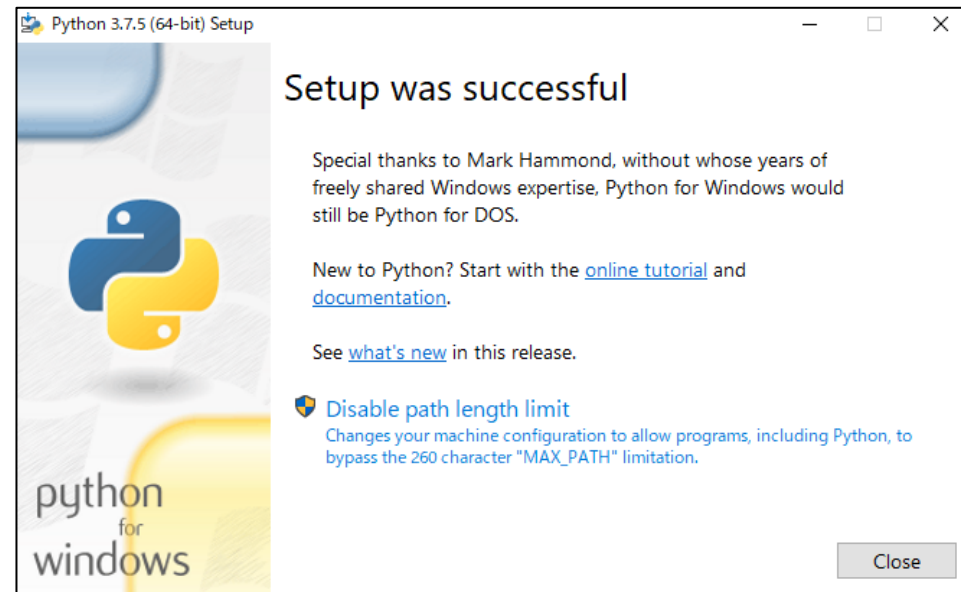 Python 3.7.5 (64-bit) Setup
Setup was successful
Special thanks to Mark Hammond, without whose years of
freely shared Windows expertise, Python for Windows would
still be Python for DOS.
New to Python? Start with the online tutorial and
documentation.
See what's new in this release.
Disable path length limit
Changes your machine configuration to allow programs, including Python, to
bypass the 260 character "MAX_PATH" limitation.
python
for
windows
Close